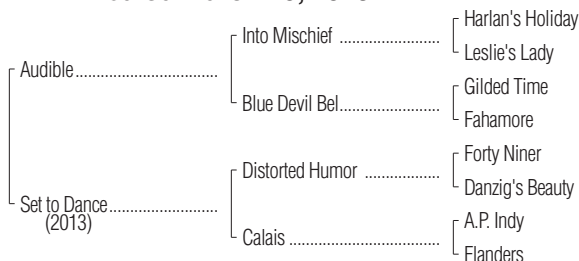 Harlan's Holiday
Into Mischief ........................
Leslie's Lady
Audible..................................
Gilded Time
Blue Devil Bel........................
Fahamore
Forty Niner
Distorted Humor ..................
Danzig's Beauty
Set to Dance..........................
(2013)
A.P. Indy
Calais ....................................
Flanders